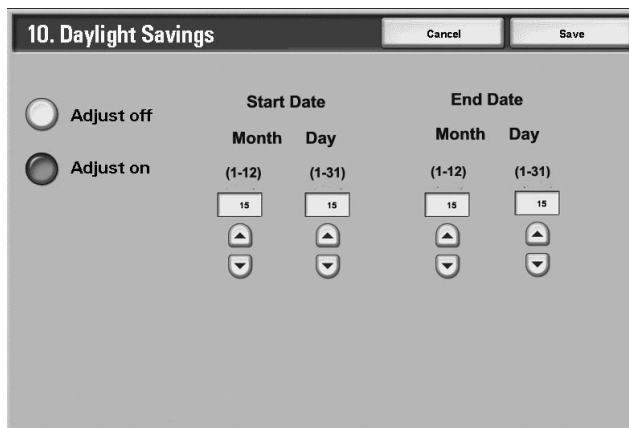 10. Daylight Savings
Cancel
Save
Adjust off
Adjust on
Start Date
End Date
Month Day
Month Day
(1-12) (1-31)
(1-12) (1-31)
15 15
15 15